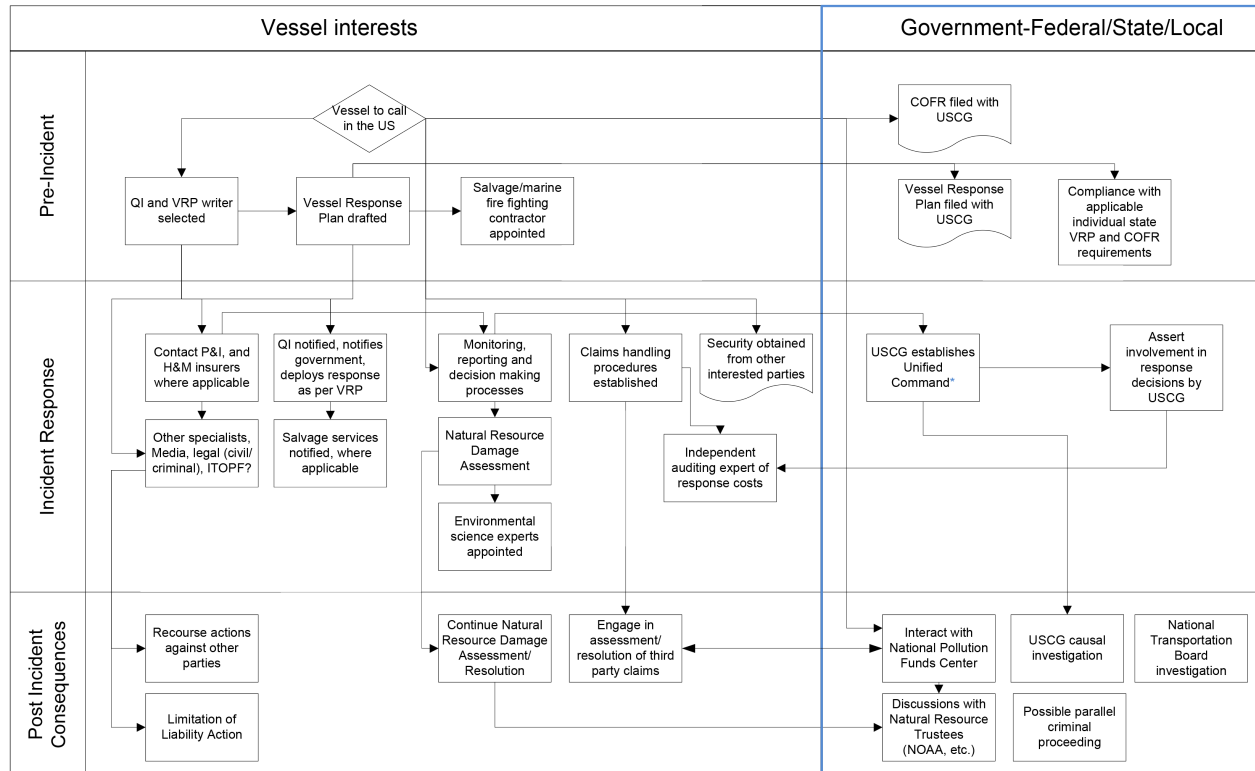 Vessel interests
Government-Federal/State/Local
Pre-Incident
Vessel to call
in the US
COFR filed with
USCG
QI and VRP writer
selected
Vessel Response
Plan drafted
Salvage/marine
fire fighting
contractor
appointed
Vessel Response
Plan filed with
USCG
Compliance with
applicable
individual state
VRP and COFR
requirements
Incident Response
Contact P&I, and
H&M insurers
where applicable
QI notified, notifies
government,
deploys response
as per VRP
Monitoring,
reporting and
decision making
processes
Claims handling
procedures
established
Security obtained
from other
interested parties
USCG establishes
Unified
Command*
Assert
involvement in
response
decisions by
USCG
Other specialists,
Media, legal (civil/
criminal), ITOPF?
Salvage services
notified, where
applicable
Natural Resource
Damage
Assessment
Independent
auditing expert of
response costs
Environmental
science experts
appointed
Post Incident
Consequences
Recourse actions
against other
parties
Continue Natural
Resource Damage
Assessment/
Resolution
Engage in
assessment/
resolution of third
party claims
Interact with
National Pollution
Funds Center
USCG causal
investigation
National
Transportation
Board
investigation
Limitation of
Liability Action
Discussions with
Natural Resource
Trustees
(NOAA, etc.)
Possible parallel
criminal
proceeding